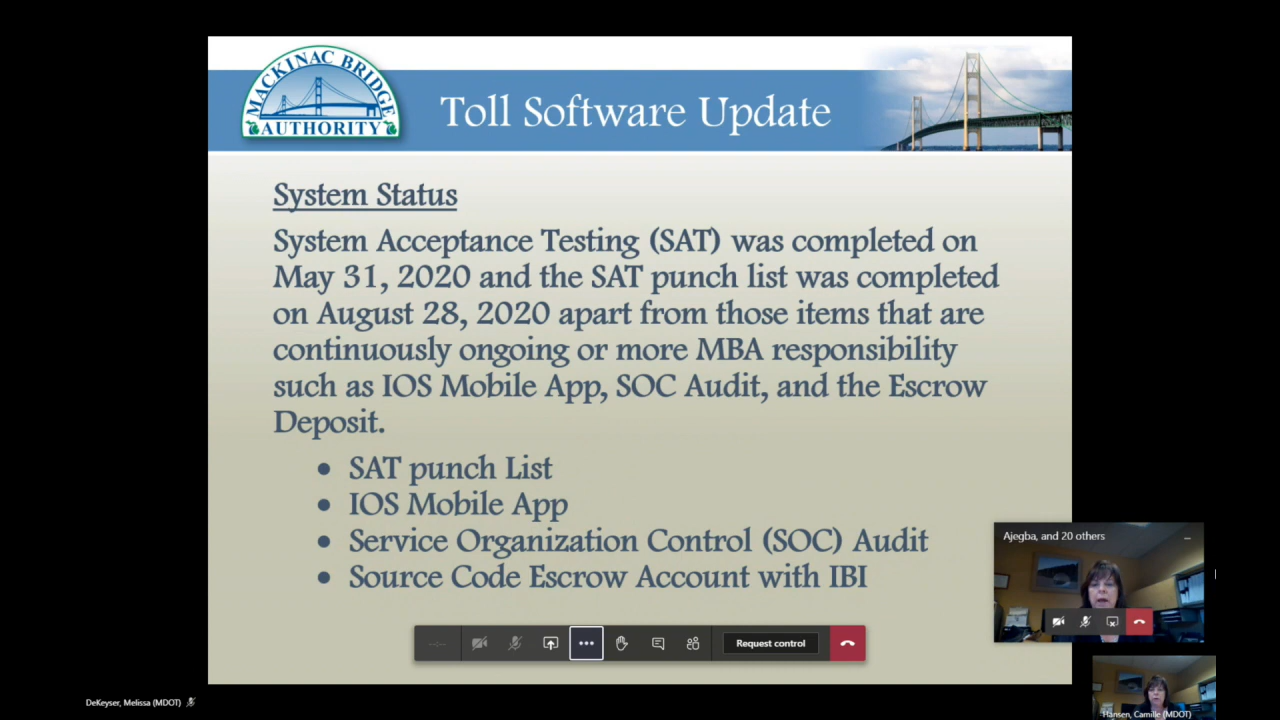 MACKINAC BRIDGE
AUTHORITY
Toll Software Update
System Status
System Acceptance Testing (SAT) was completed on
May 31, 2020 and the SAT punch list was completed
on August 28, 2020 apart from those items that are
continuously ongoing or more MBA responsibility
such as IOS Mobile App, SOC Audit, and the Escrow
Deposit.
• SAT punch List
• IOS Mobile App
• Service Organization Control (SOC) Audit
• Source Code Escrow Account with IBI
Ajegba, and 20 others
Request control
DeKeyser, Melissa (MDOT)
Hansen, Camille (MDOT)